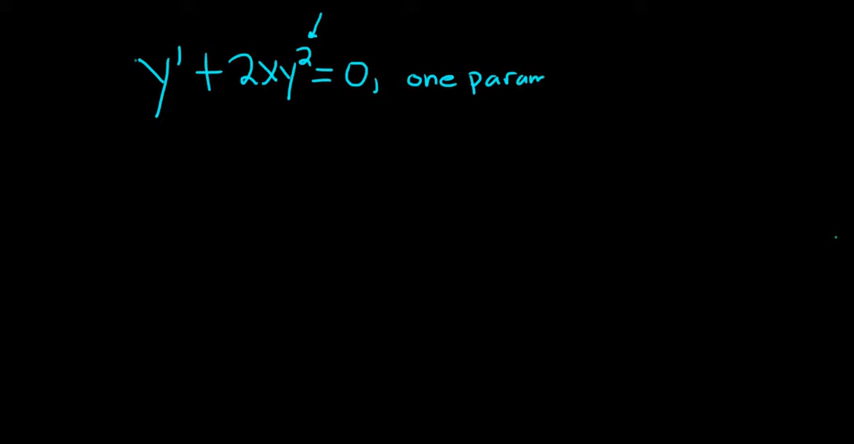 y' + 2xy² = 0, one param